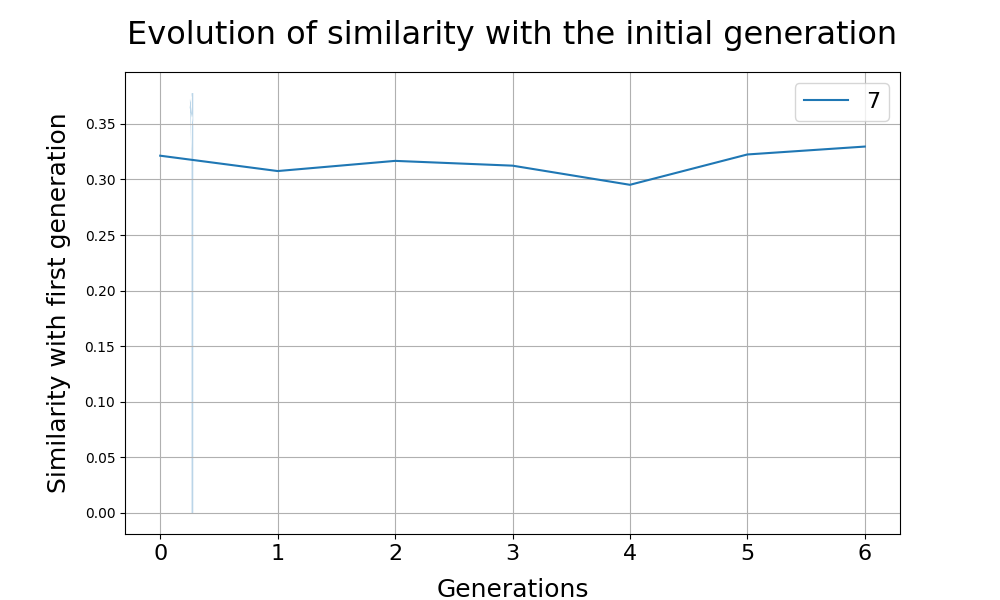 Evolution of similarity with the initial generation
7
Similarity with first generation
0.35
0.30
0.25
0.20
0.15
0.10
0.05
0.00
0 1 2 3 4 5 6
Generations